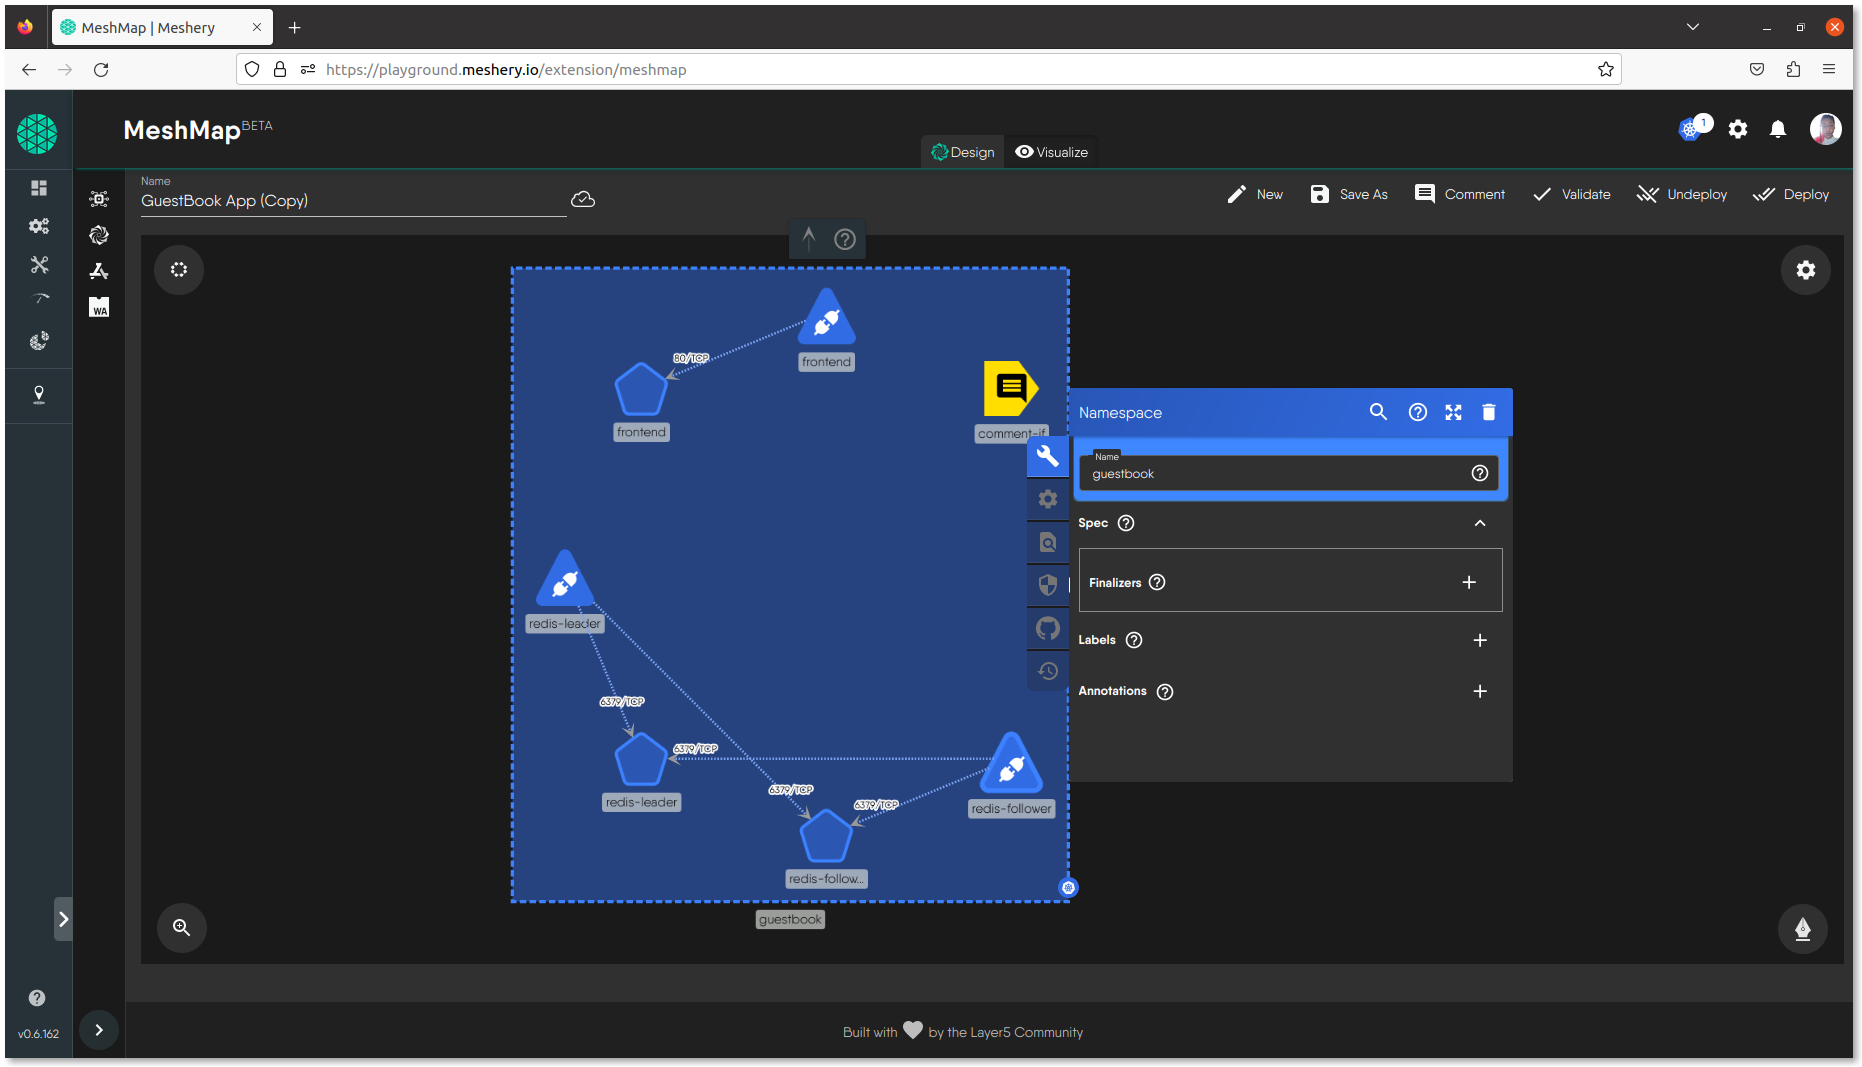 MeshMap | Meshery
https://playground.meshery.io/extension/meshmap
MeshMap BETA
1
Design
Visualize
Name
GuestBook App (Copy)
New
Save As
Comment
Validate
Undeploy
Deploy
WA
frontend
80/TCP
frontend
comment-if
Namespace
Name
guestbook
Spec
Finalizers
Labels
Annotations
redis-leader
6379/TCP
6379/TCP
redis-leader
6379/TCP
6379/TCP
redis-follower
redis-follow...
guestbook
v0.6.162
Built with by the Layer5 Community